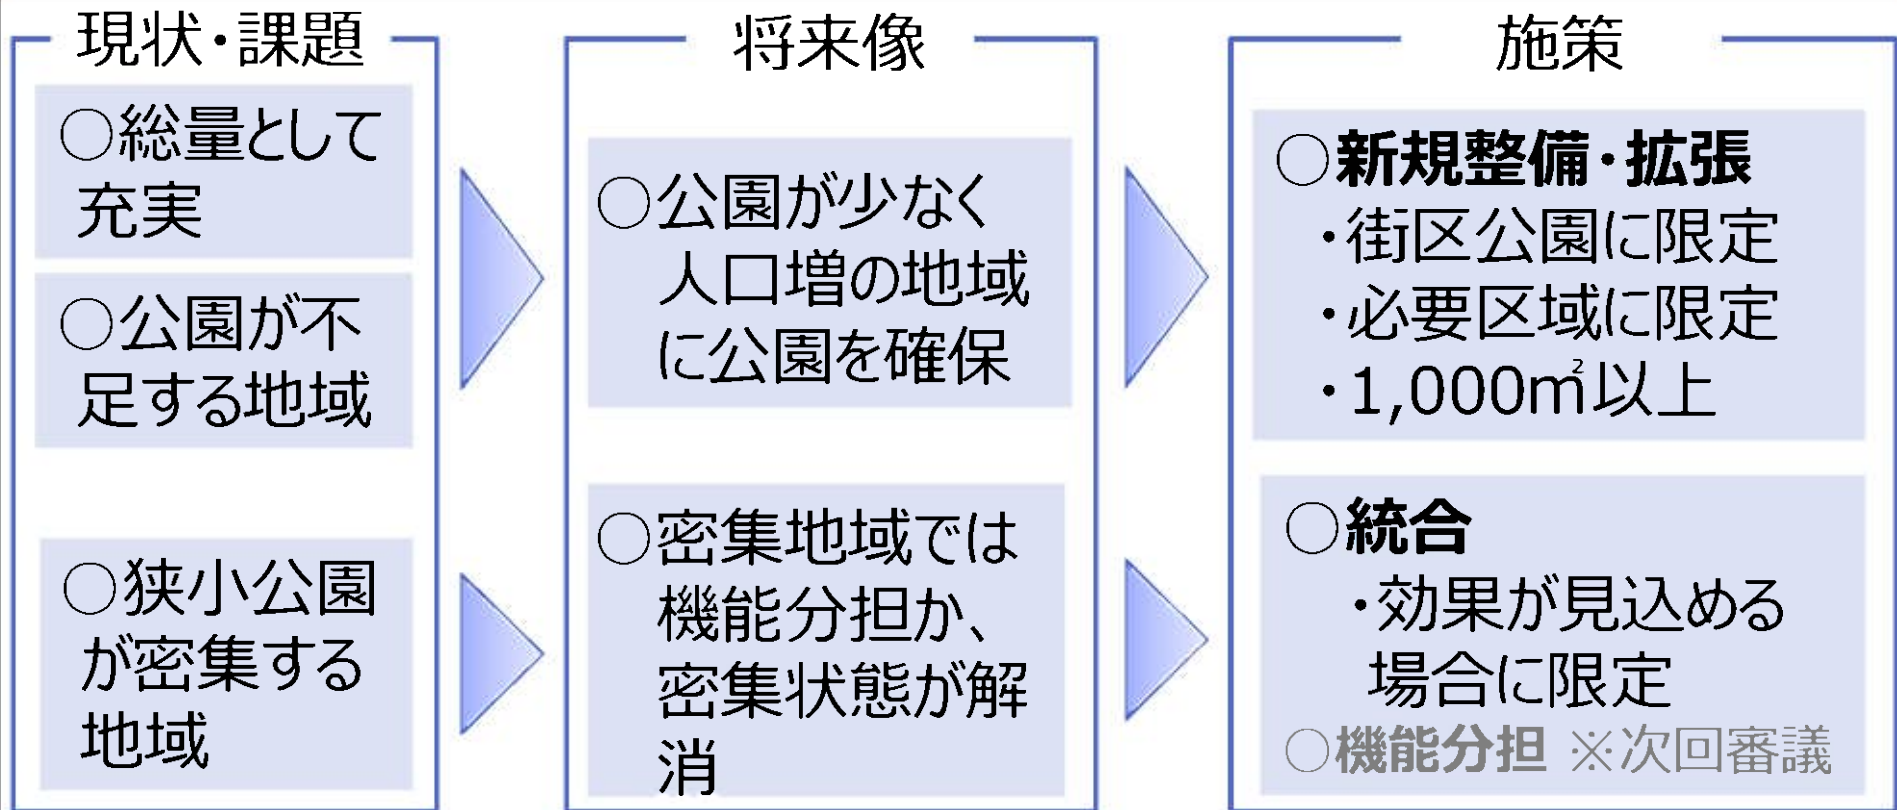 現状・課題
○総量として
充実
○公園が不
足する地域
○狭小公園
が密集する
地域
将来像
○公園が少なく
人口増の地域
に公園を確保
○密集地域では
機能分担か、
密集状態が解
消
施策
○新規整備・拡張
・街区公園に限定
・必要区域に限定
・1,000㎡以上
○統合
・効果が見込める
場合に限定
○機能分担 ※次回審議